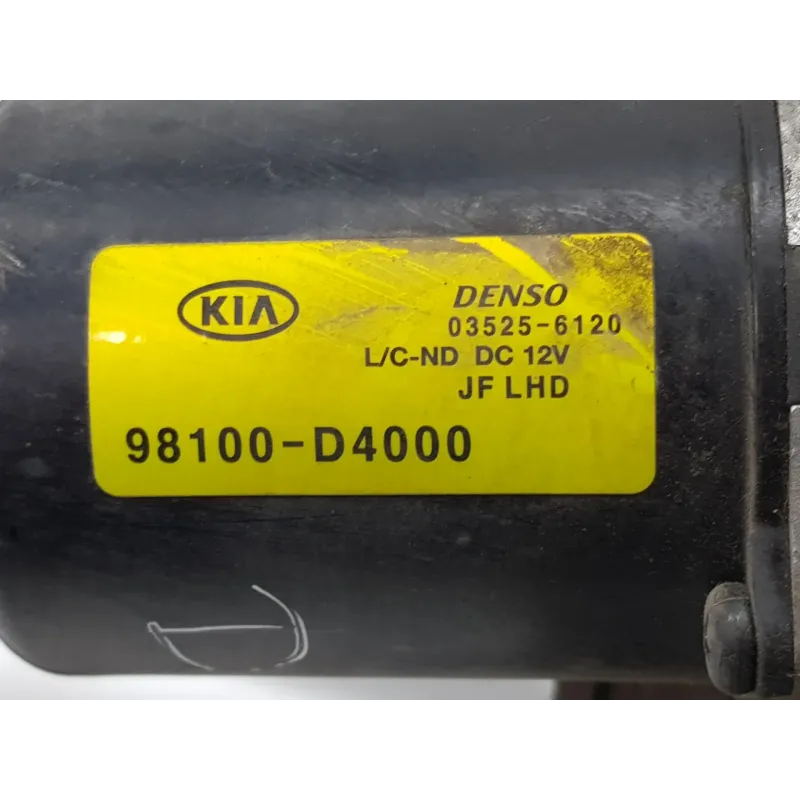 KIA
DENSO
03525-6120
L/C-ND DC 12V
JF LHD
98100-D4000